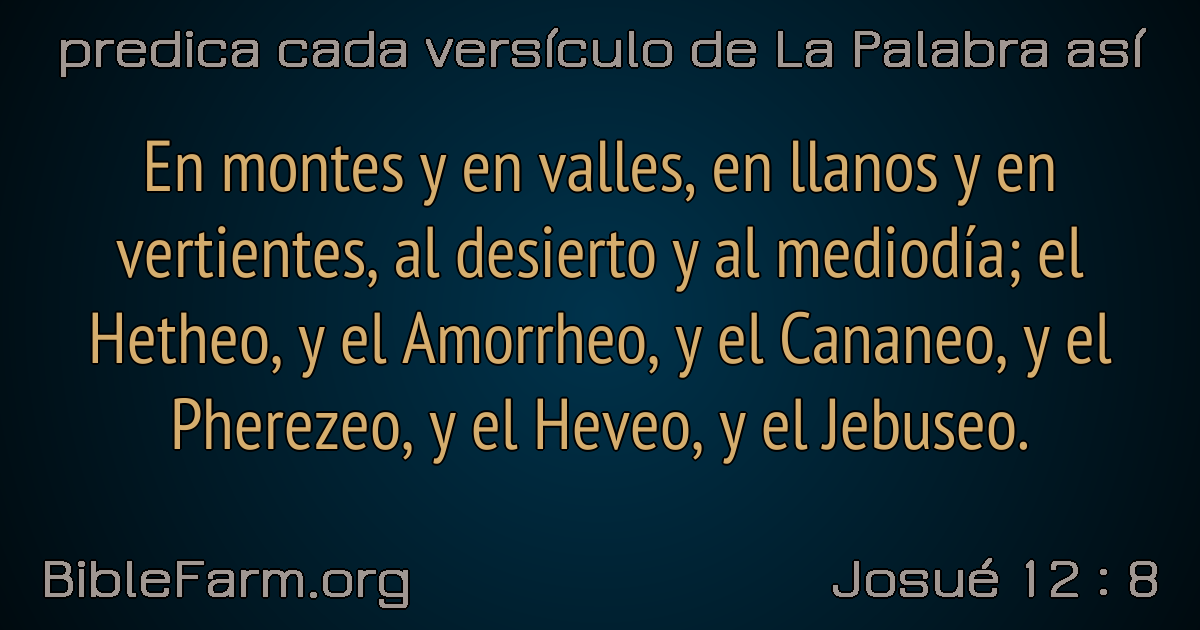 predica cada versículo de La Palabra así
En montes y en valles, en llanos y en
vertientes, al desierto y al mediodía; el
Hetheo, y el Amorrheo, y el Cananeo, y el
Pherezeo, y el Heveo, y el Jebuseo.
BibleFarm.org
Josué 12 : 8